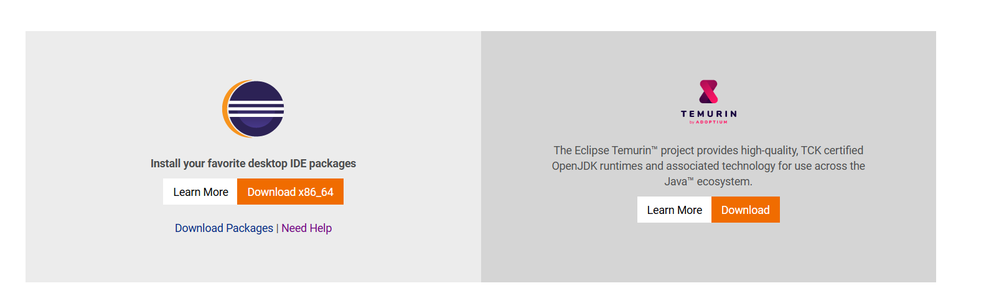 Install your favorite desktop IDE packages
Learn More
Download x86_64
Download Packages | Need Help
TEMURIN
by ADOPTIUM
The Eclipse Temurin™ project provides high-quality, TCK certified
OpenJDK runtimes and associated technology for use across the
Java™ ecosystem.
Learn More
Download